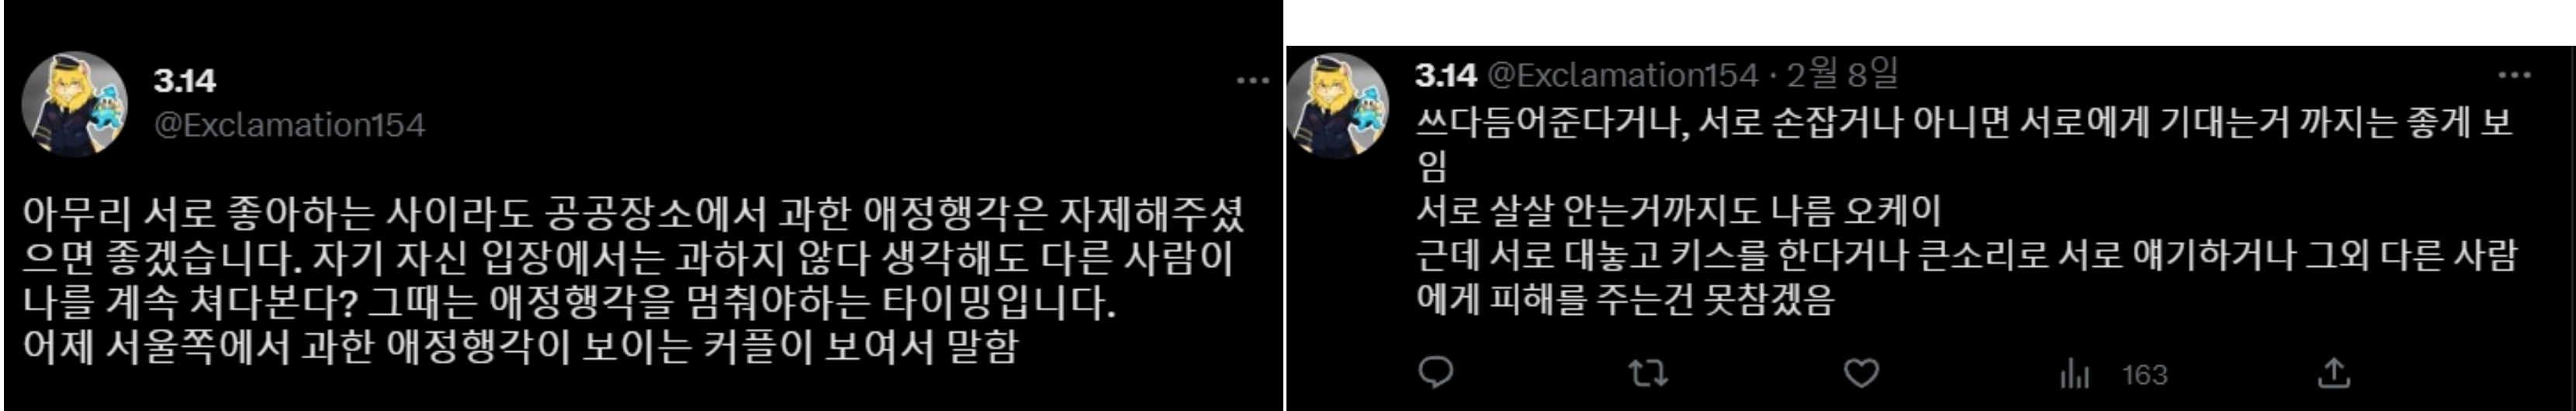 3.14
@Exclamation154
아무리 서로 좋아하는 사이라도 공공장소에서 과한 애정행각은 자제해주셨
으면 좋겠습니다. 자기 자신 입장에서는 과하지 않다 생각해도 다른 사람이
나를 계속 쳐다본다? 그때는 애정행각을 멈춰야하는 타이밍입니다.
어제 서울쪽에서 과한 애정행각이 보이는 커플이 보여서 말함
3.14 @Exclamation154 · 2월 8일
쓰다듬어준다거나, 서로 손잡거나 아니면 서로에게 기대는거 까지는 좋게 보
임
서로 살살 안는거까지도 나름 오케이
근데 서로 대놓고 키스를 한다거나 큰소리로 서로 얘기하거나 그외 다른 사람
에게 피해를 주는건 못참겠음
163